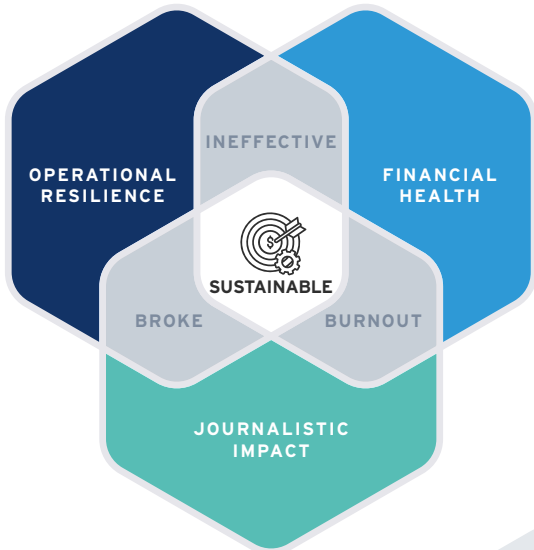 INEFFECTIVE
OPERATIONAL
RESILIENCE
FINANCIAL
HEALTH
$
SUSTAINABLE
BROKE
BURNOUT
JOURNALISTIC
IMPACT